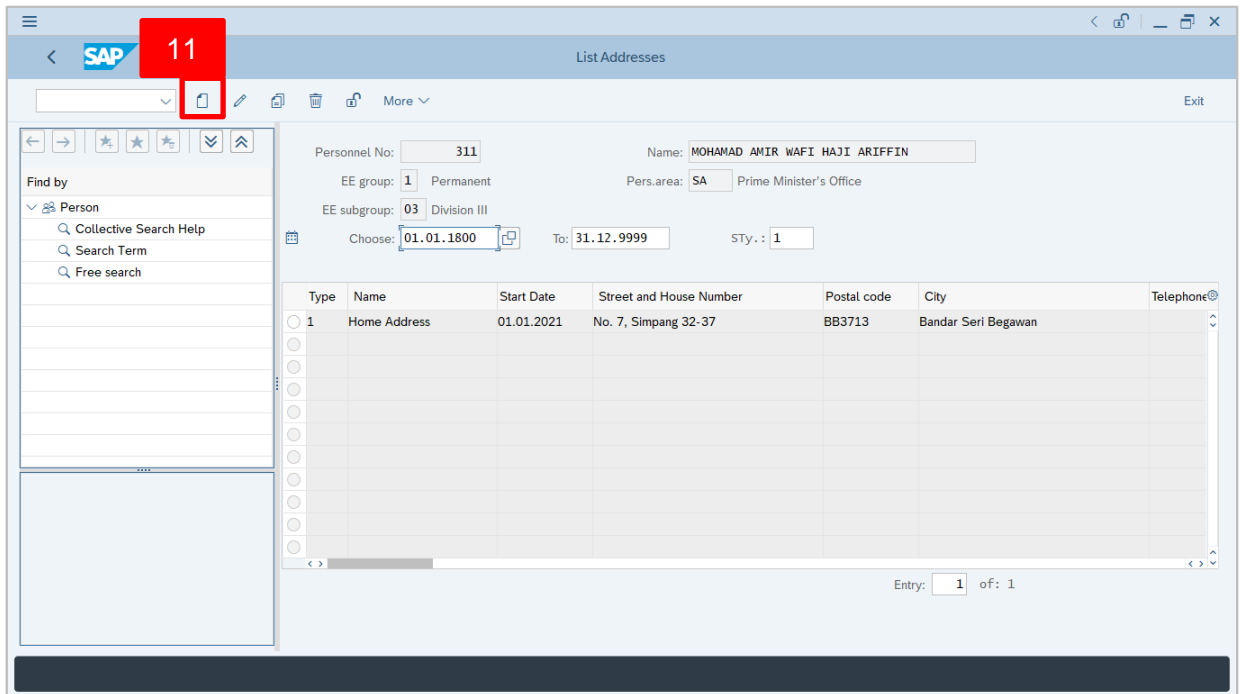 11
SAP
List Addresses
More
Exit
Find by
Person
Collective Search Help
Search Term
Free search
Personnel No: 311 Name: MOHAMAD AMIR WAFI HAJI ARIFFIN
EE group: 1 Permanent Pers.area: SA Prime Minister's Office
EE subgroup: 03 Division III
Choose: 01.01.1800 To: 31.12.9999 STy.: 1
Type Name Start Date Street and House Number Postal code City Telephone
1 Home Address 01.01.2021 No. 7, Simpang 32-37 BB3713 Bandar Seri Begawan
Entry: 1 of: 1